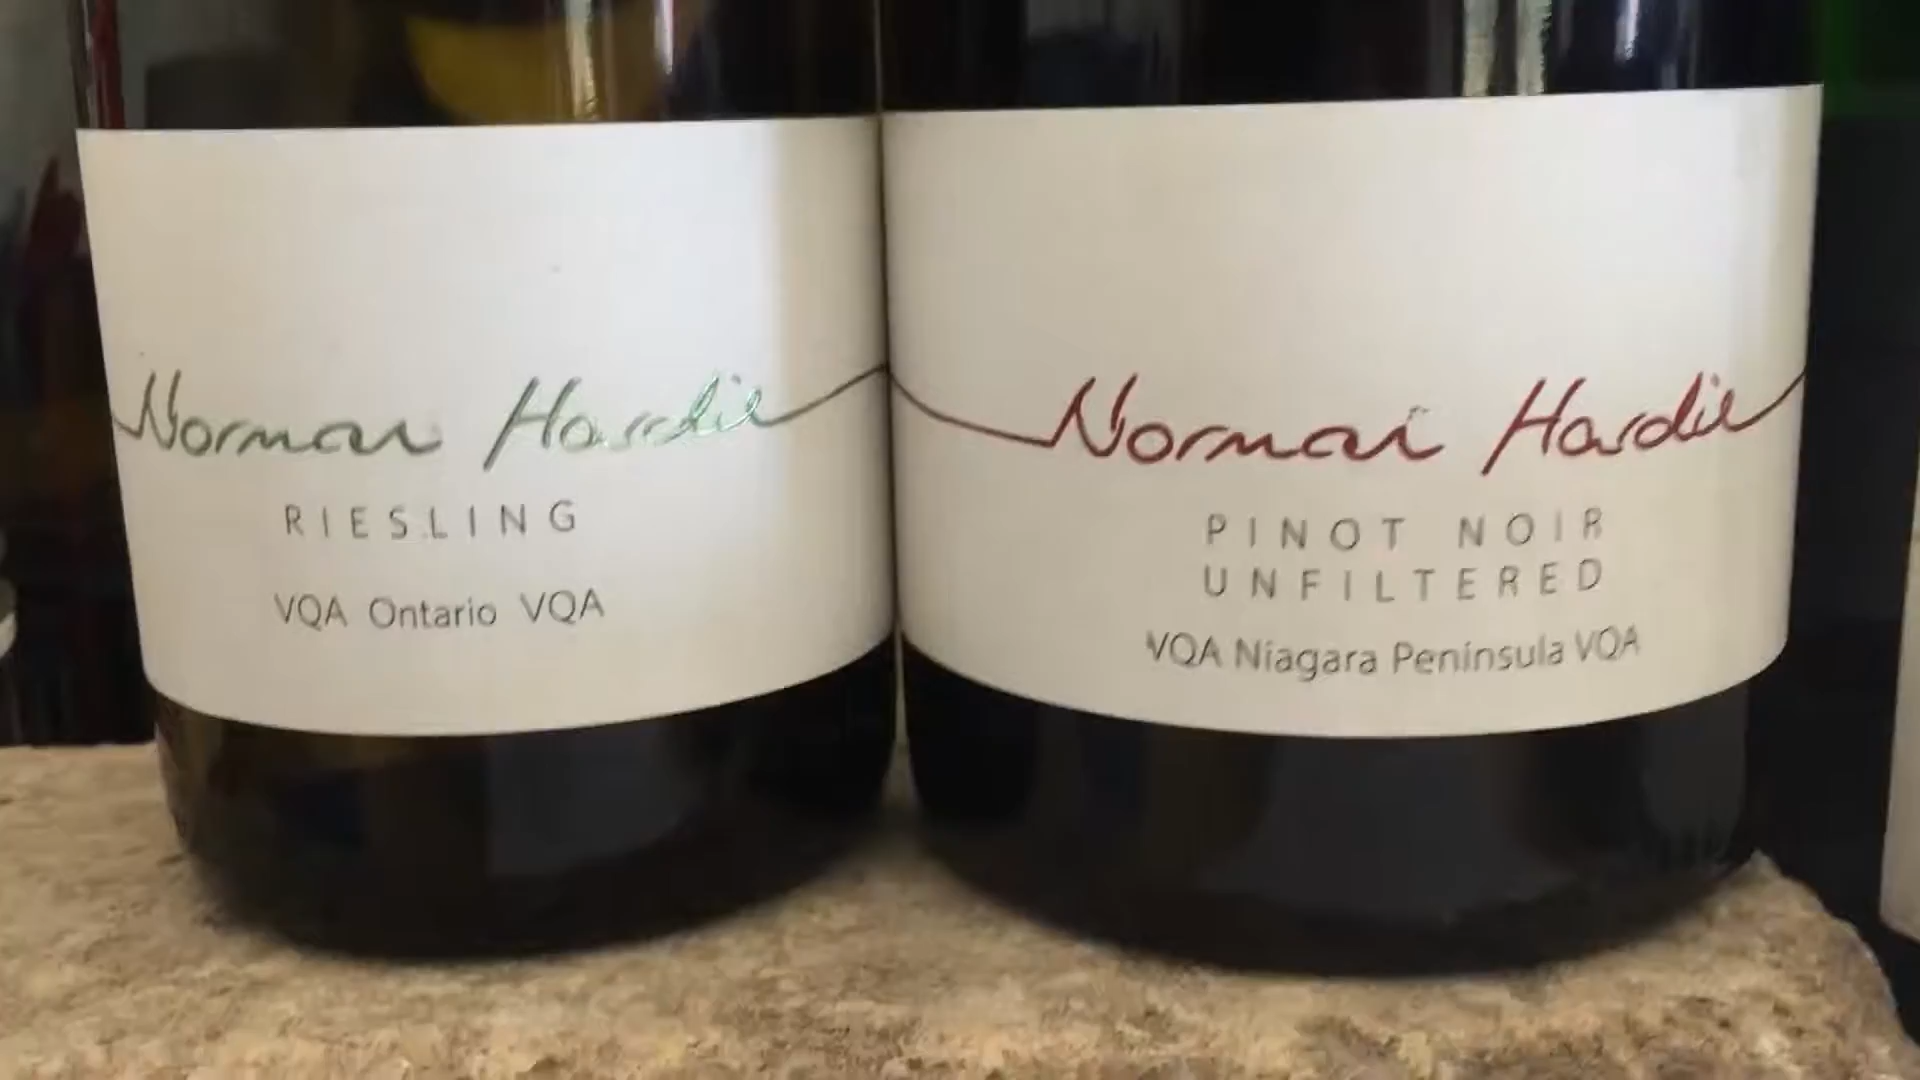 Norman Hardie
RIESLING
VQA Ontario VQA
Norman Hardie
PINOT NOIR
UNFILTERED
VQA Niagara Peninsula VQA